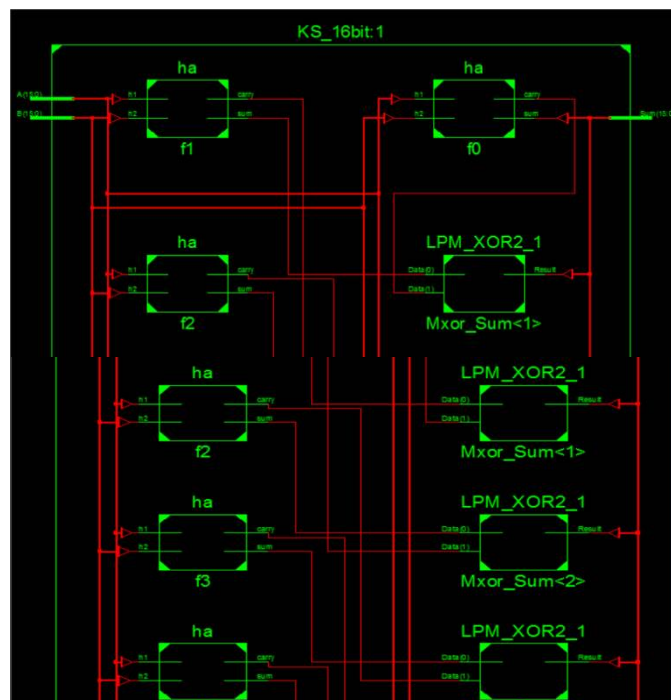 KS_16bit:1
ha ha
A(15:0) h1 carry h1 carry
B(15:0) h2 sum h2 sum
f1 f0
ha LPM_XOR2_1
h1 carry Data(0) Result
h2 sum Data(1)
f2 Mxor_Sum<1>
ha LPM_XOR2_1
h1 carry Data(0) Result
h2 sum Data(1)
f2 Mxor_Sum<1>
ha LPM_XOR2_1
h1 carry Data(0) Result
h2 sum Data(1)
f3 Mxor_Sum<2>
ha LPM_XOR2_1
h1 carry Data(0) Result
h2 sum Data(1)